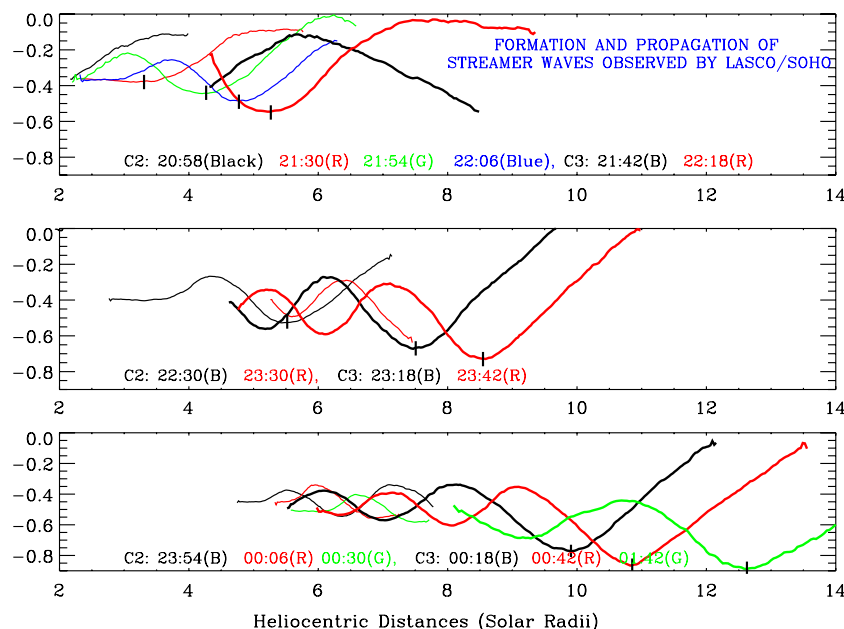 0.0
FORMATION AND PROPAGATION OF
−0.2
STREAMER WAVES OBSERVED BY LASCO/SOHO
−0.4
−0.6
−0.8
C2: 20:58(Black) 21:30(R) 21:54(G) 22:06(Blue), C3: 21:42(B) 22:18(R)
2 4 6 8 10 12 14
0.0
−0.2
−0.4
−0.6
−0.8
C2: 22:30(B) 23:30(R), C3: 23:18(B) 23:42(R)
2 4 6 8 10 12 14
0.0
−0.2
−0.4
−0.6
−0.8
C2: 23:54(B) 00:06(R) 00:30(G), C3: 00:18(B) 00:42(R) 01:42(G)
2 4 6 8 10 12 14
Heliocentric Distances (Solar Radii)